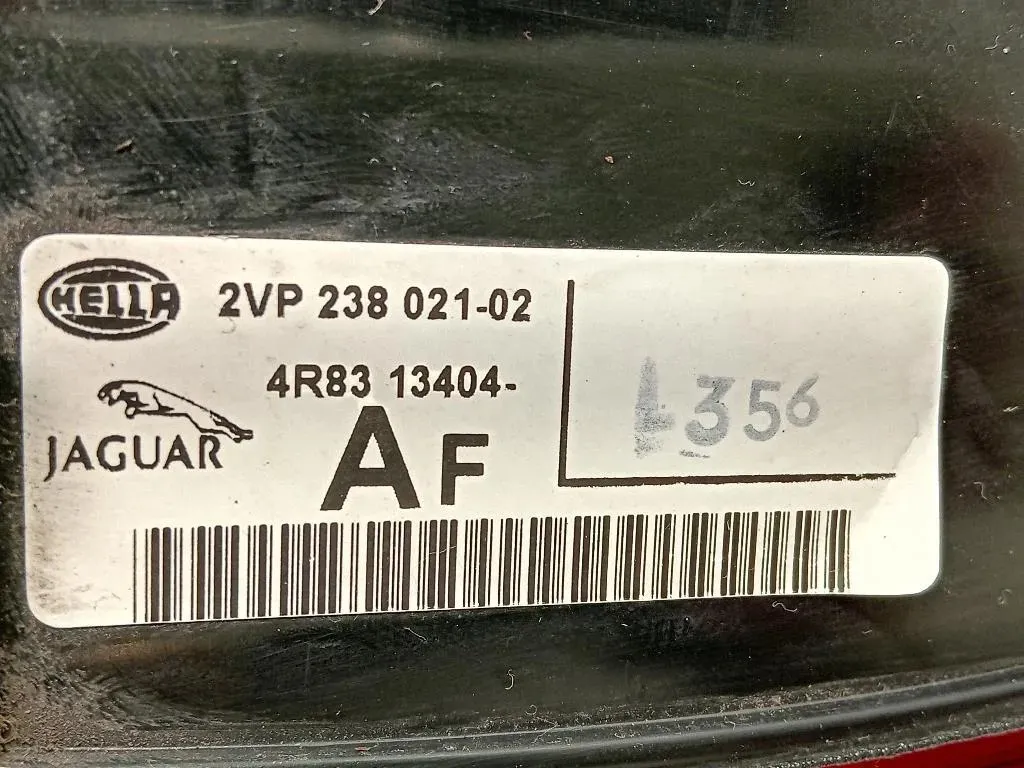 HELLA 2VP 238 021-02
4R83 13404-
JAGUAR AF
356